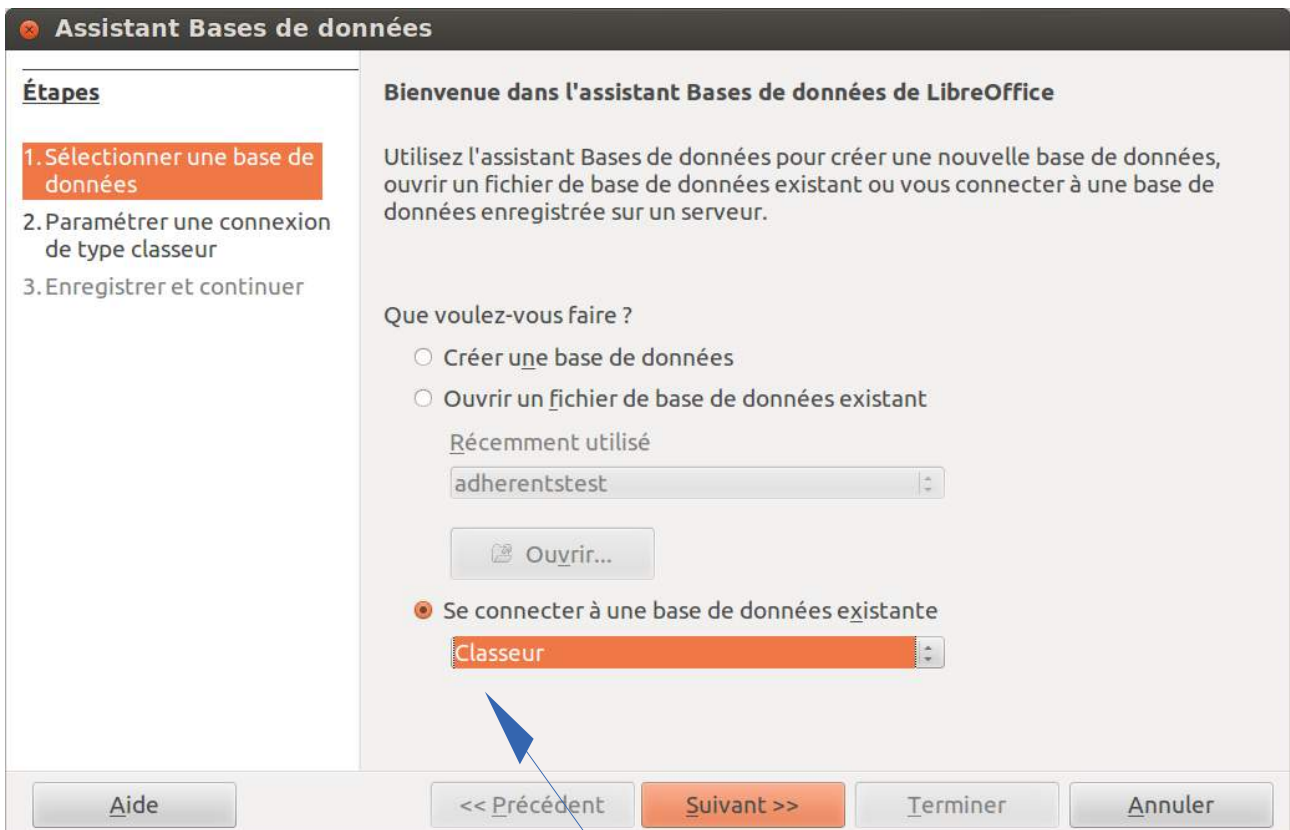 Assistant Bases de données
Étapes
1. Sélectionner une base de
données
2. Paramétrer une connexion
de type classeur
3. Enregistrer et continuer
Bienvenue dans l'assistant Bases de données de LibreOffice
Utilisez l'assistant Bases de données pour créer une nouvelle base de données,
ouvrir un fichier de base de données existant ou vous connecter à une base de
données enregistrée sur un serveur.
Que voulez-vous faire ?
Créer une base de données
Ouvrir un fichier de base de données existant
Récemment utilisé
adherentstest
Ouvrir...
Se connecter à une base de données existante
Classeur
Aide
<< Précédent
Suivant >>
Terminer
Annuler